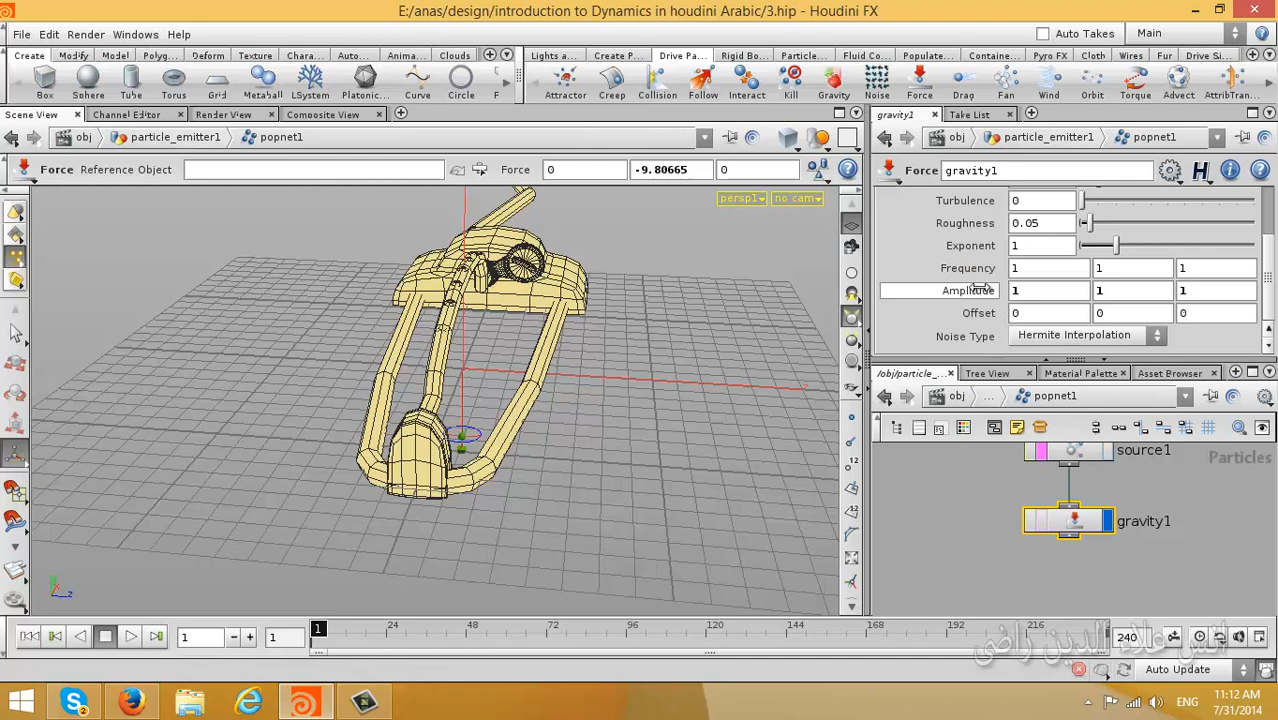 E:/anas/design/introduction to Dynamics in houdini Arabic/3.hip - Houdini FX
File Edit Render Windows Help
Auto Takes Main
Create Modify Model Polyg... Deform Texture Chara... Auto... Anima... Clouds
Lights a... Create P... Drive Pa... Rigid Bo... Particle... Fluid Co... Populate... Containe... Pyro FX Cloth Wires Fur Drive Si...
Box Sphere Tube Torus Grid Metaball LSystem Platonic... Curve Circle F
Attractor Creep Collision Follow Interact Kill Gravity Noise Force Drag Fan Wind Orbit Torque Advect AttribTran...
Scene View Channel Editor Render View Composite View
gravity1 Take List
obj particle_emitter1 popnet1
obj particle_emitter1 popnet1
Force Reference Object Force 0 -9.80665 0
Force gravity1
persp1 no cam
Turbulence 0
Roughness 0.05
Exponent 1
Frequency 1 1 1
Amplitude 1 1 1
Offset 0 0 0
Noise Type Hermite Interpolation
/obj/particle_... Tree View Material Palette Asset Browser
obj ... popnet1
source1
Particles
gravity1
12
12
z
1 1 1 24 48 72 96 120 144 168 192 216 240
انس علاء الدين راضى
Auto Update
ENG
11:12 AM
7/31/2014